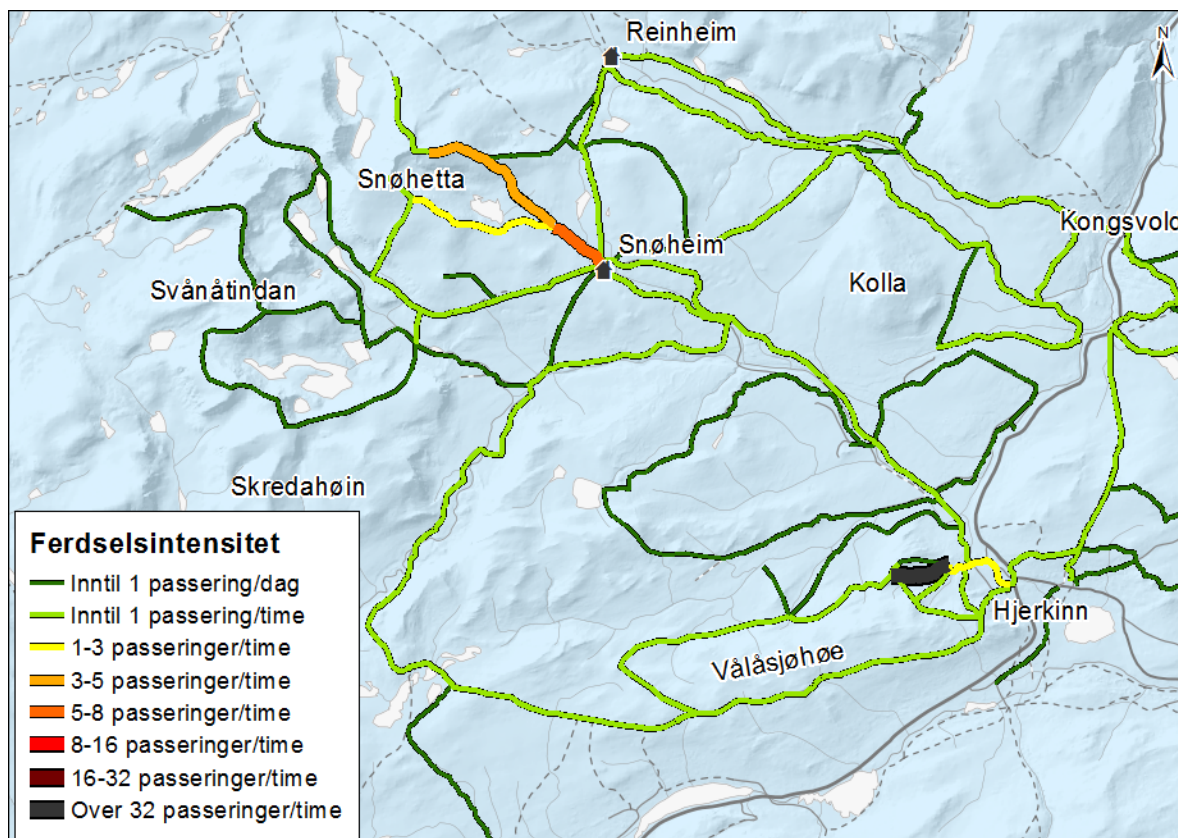 Reinheim
N
Snøhetta
Kongsvold
Snøheim
Svånåtindan
Kolla
Skredahøin
Hjerkinn
Vålåsjøhøe
Ferdselsintensitet
Inntil 1 passering/dag
Inntil 1 passering/time
1-3 passeringer/time
3-5 passeringer/time
5-8 passeringer/time
8-16 passeringer/time
16-32 passeringer/time
Over 32 passeringer/time